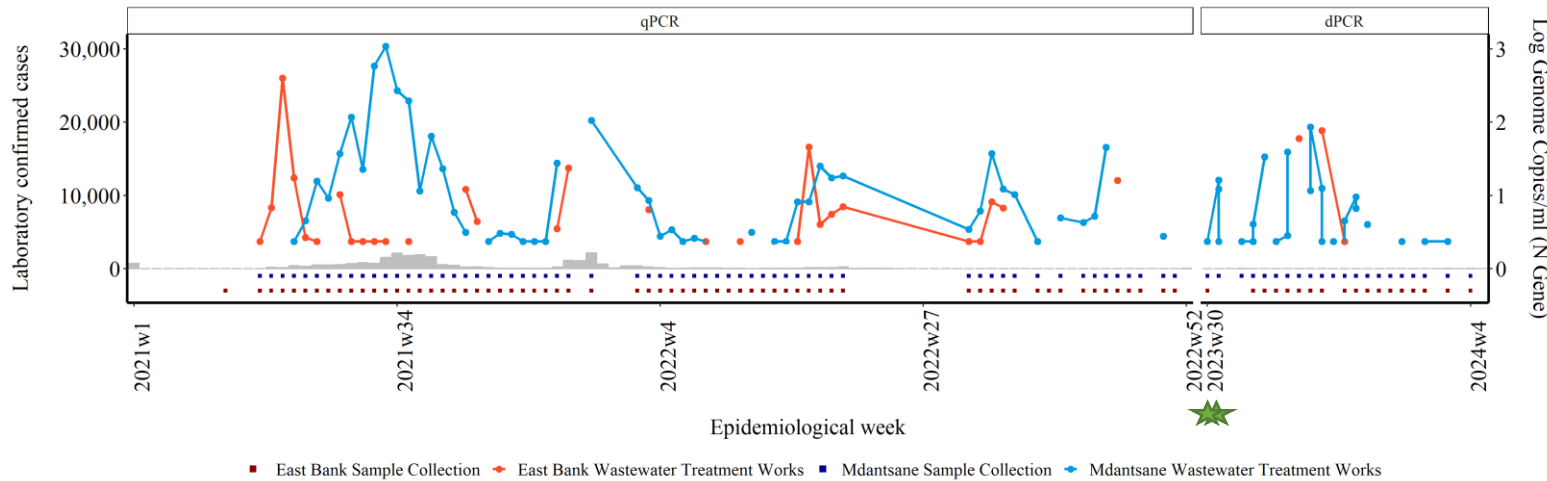 qPCR dPCR
Laboratory confirmed cases
30,000
20,000
10,000
0
3
2
1
0
Log Genome Copies/ml (N Gene)
2021w1 2021w34 2022w4 2022w27 2022w52 2023w30 2024w4
Epidemiological week
East Bank Sample Collection East Bank Wastewater Treatment Works Mdantsane Sample Collection Mdantsane Wastewater Treatment Works